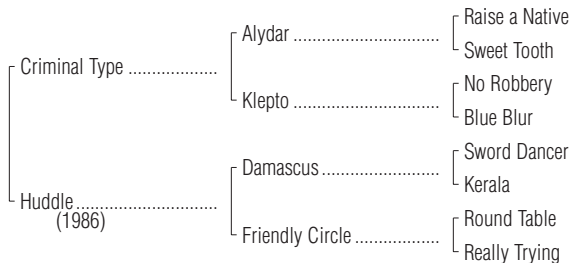 Raise a Native
Alydar ........................................
Sweet Tooth
Criminal Type .........................
No Robbery
Klepto ........................................
Blue Blur
Sword Dancer
Damascus ................................
Kerala
Huddle ........................................
(1986)
Round Table
Friendly Circle .......................
Really Trying